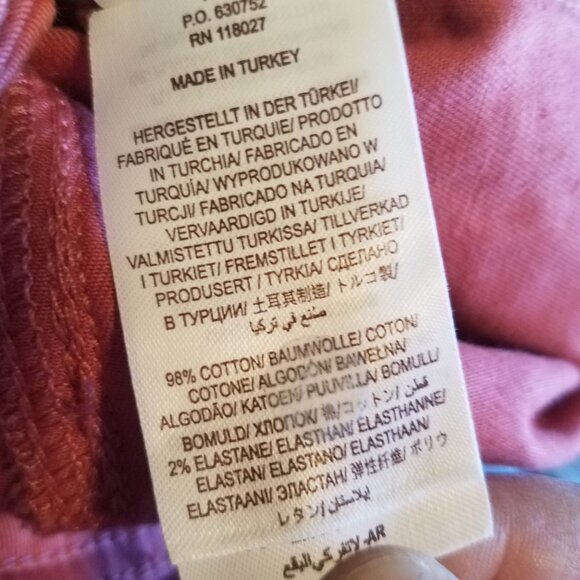 P.O. 630752
RN 118027
MADE IN TURKEY
HERGESTELLT IN DER TÜRKEI/
FABRIQUÉ EN TURQUIE/ PRODOTTO
IN TURCHIA/ FABRICADO EN
TURQUÍA/ WYPRODUKOWANO W
TURCJI/ FABRICADO NA TURQUIA/
VERVAARDIGD IN TURKIJE/
VALMISTETTU TURKISSA/ TILLVERKAD
I TURKIET/ FREMSTILLET I TYRKIET/
PRODUSERT / TYRKIA/ СДЕЛАНО
В ТУРЦИИ/ 土耳其制造/ トルコ製/
صنع في تركيا
98% COTTON/ BAUMWOLLE/ COTON/
COTONE/ ALGODÓN/ BAWEŁNA/
ALGODÃO/ KATOEN/ PUUVILLA/ BOMULL/
BOMULD/ ХЛОПОК/ 棉/ コットン/ قطن/
2% ELASTANE/ ELASTHAN/ ELASTHANNE/
ELASTAN/ ELASTANO/ ELASTHAAN/
ELASTAANI/ ЭЛАСТАН/ 弹性纤维/ ポリウ
レタン/ إيلاستان/
AR- لاتفركي البقع